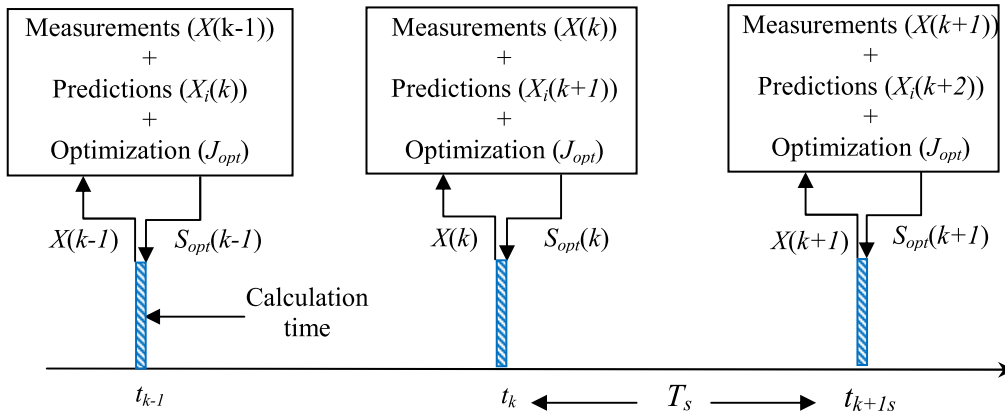 Measurements (X(k-1))
+
Predictions (Xi(k))
+
Optimization (Jopt)
Measurements (X(k))
+
Predictions (Xi(k+1))
+
Optimization (Jopt)
Measurements (X(k+1))
+
Predictions (Xi(k+2))
+
Optimization (Jopt)
X(k-1)
Sopt(k-1)
X(k)
Sopt(k)
X(k+1)
Sopt(k+1)
Calculation
time
tk-1
tk
Ts
tk+1s